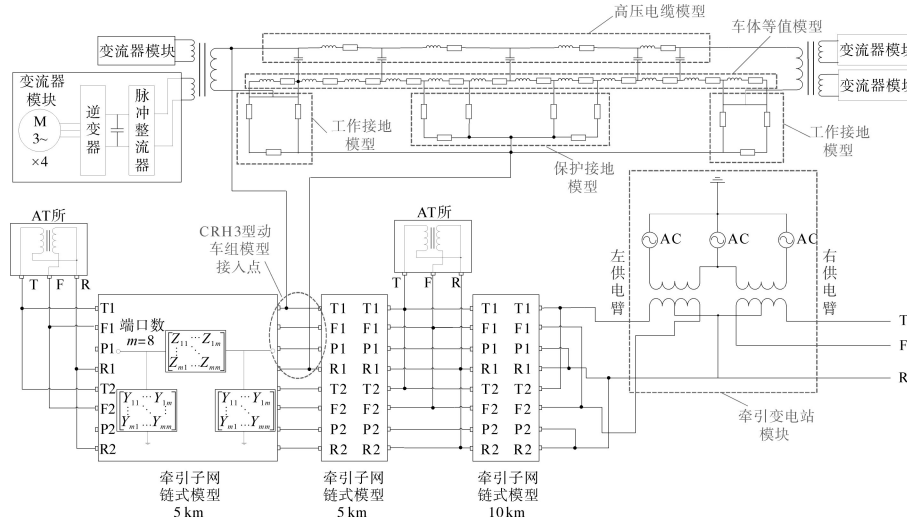 高压电缆模型
车体等值模型
变流器模块
变流器模块
变流器模块
变流器
模块
M
3~
×4
逆变器
脉冲整流器
工作接地
模型
保护接地
模型
工作接地
模型
AT所
T F R
CRH3型动
车组模型
接入点
AT所
T F R
左供电臂
右供电臂
AC
AC
AC
T1
F1
P1
R1
T2
F2
P2
R2
端口数
m=8
Z11 ⋯ Z1m
Zm1 ⋯ Zmm
Y11 ⋯ Y1m
Ym1 ⋯ Ymm
Y11 ⋯ Y1m
Ym1 ⋯ Ymm
T1 T1
F1 F1
P1 P1
R1 R1
T2 T2
F2 F2
P2 P2
R2 R2
T1 T1
F1 F1
P1 P1
R1 R1
T2 T2
F2 F2
P2 P2
R2 R2
T
F
R
牵引变电站
模块
牵引子网
链式模型
5 km
牵引子网
链式模型
5 km
牵引子网
链式模型
10 km